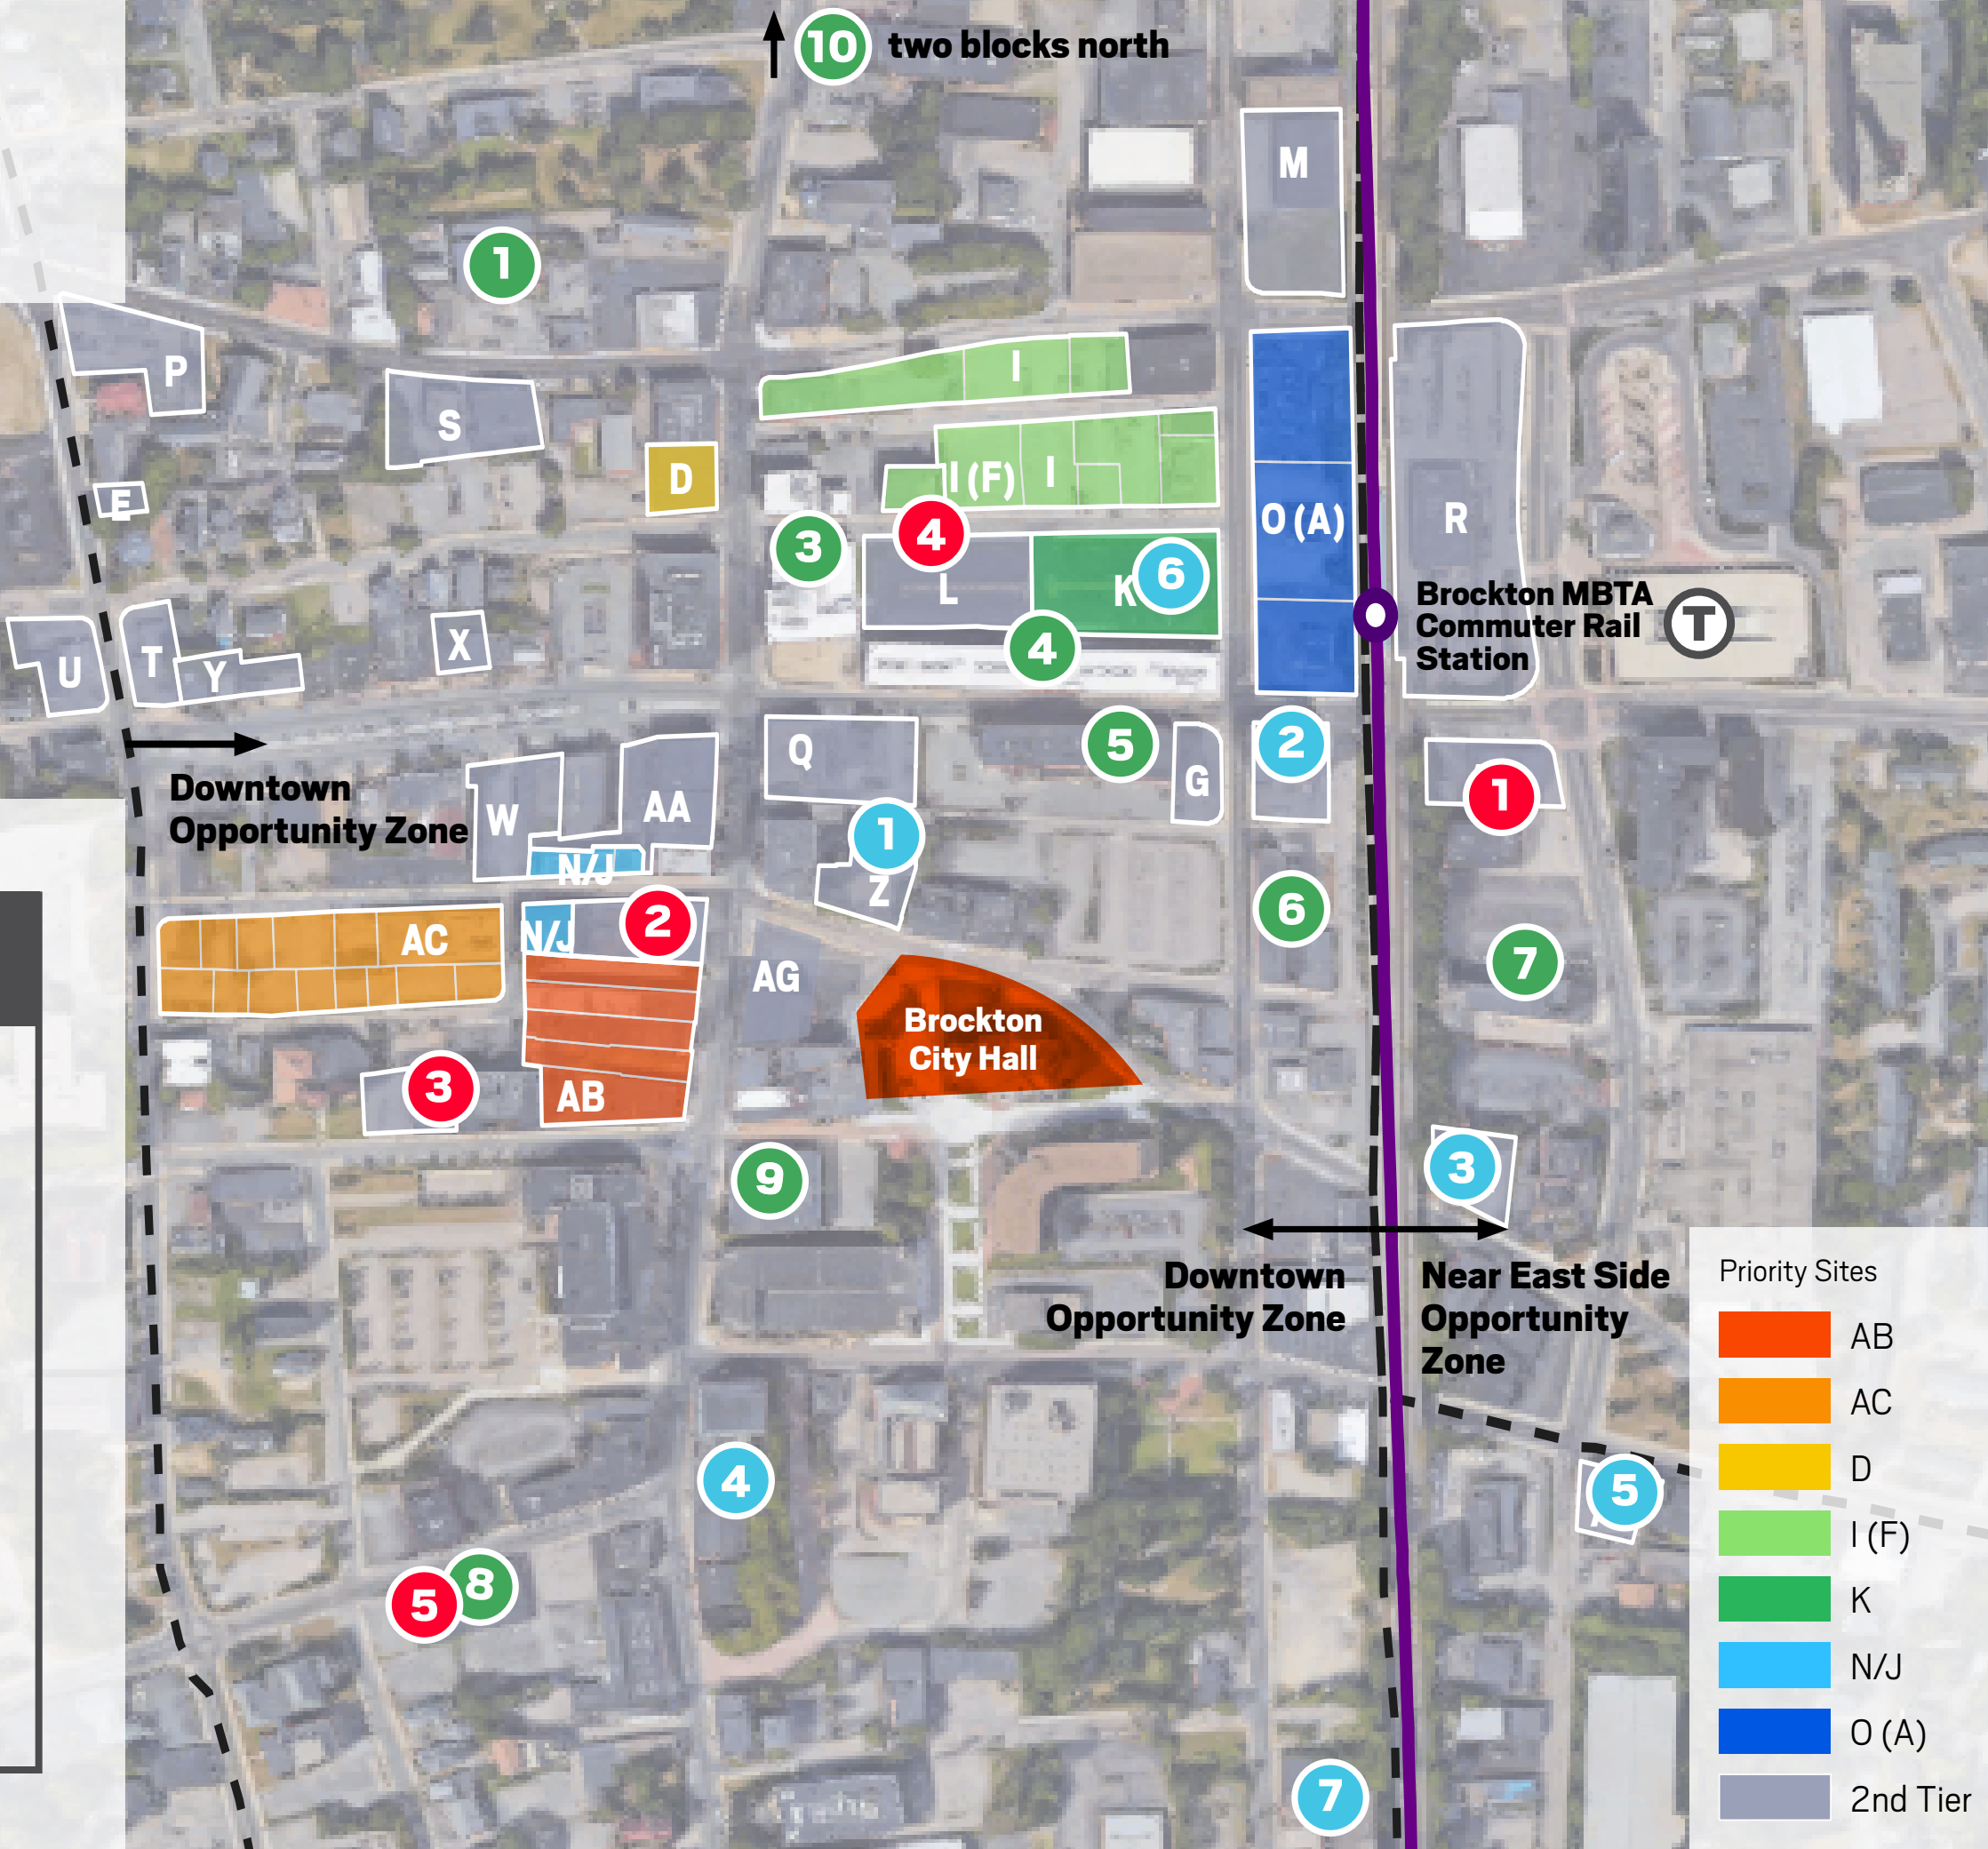 10 two blocks north
M
1
P
I
S
D
I (F)
I
E
O (A)
R
4
3
6
K
L
Brockton MBTA
Commuter Rail
Station
T
4
X
T
U
Y
5
2
Q
G
1
Downtown
Opportunity Zone
W
AA
1
N/J
Z
6
2
N/J
AC
7
AG
Brockton
City Hall
3
AB
3
9
Downtown
Opportunity Zone
Near East Side
Opportunity
Zone
4
5
8
5
7
Priority Sites
AB
AC
D
I (F)
K
N/J
O (A)
2nd Tier